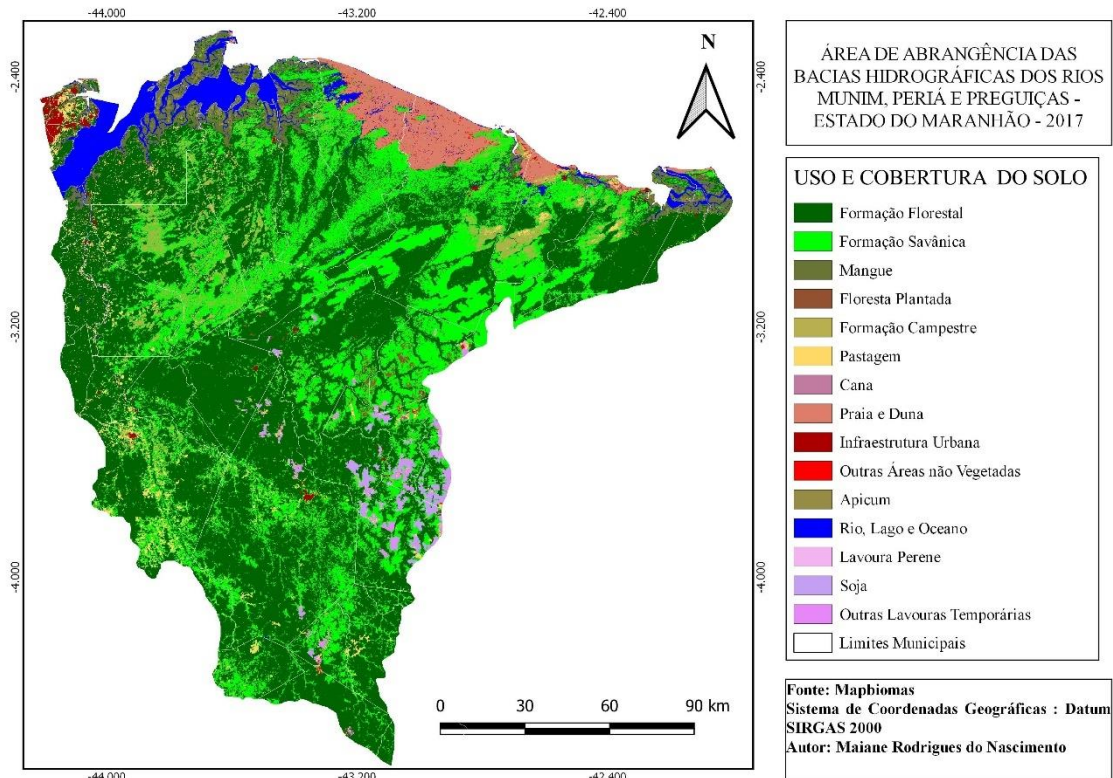 -44.000
-43.200
-42.400
-2.400
-2.400
N
-3.200
-3.200
-4.000
-4.000
0
30
60
90 km
-44.000
-43.200
-42.400
ÁREA DE ABRANGÊNCIA DAS
BACIAS HIDROGRÁFICAS DOS RIOS
MUNIM, PERIÁ E PREGUIÇAS -
ESTADO DO MARANHÃO - 2017
USO E COBERTURA DO SOLO
Formação Florestal
Formação Savânica
Mangue
Floresta Plantada
Formação Campestre
Pastagem
Cana
Praia e Duna
Infraestrutura Urbana
Outras Áreas não Vegetadas
Apicum
Rio, Lago e Oceano
Lavoura Perene
Soja
Outras Lavouras Temporárias
Limites Municipais
Fonte: Mapbiomas
Sistema de Coordenadas Geográficas : Datum
SIRGAS 2000
Autor: Maiane Rodrigues do Nascimento